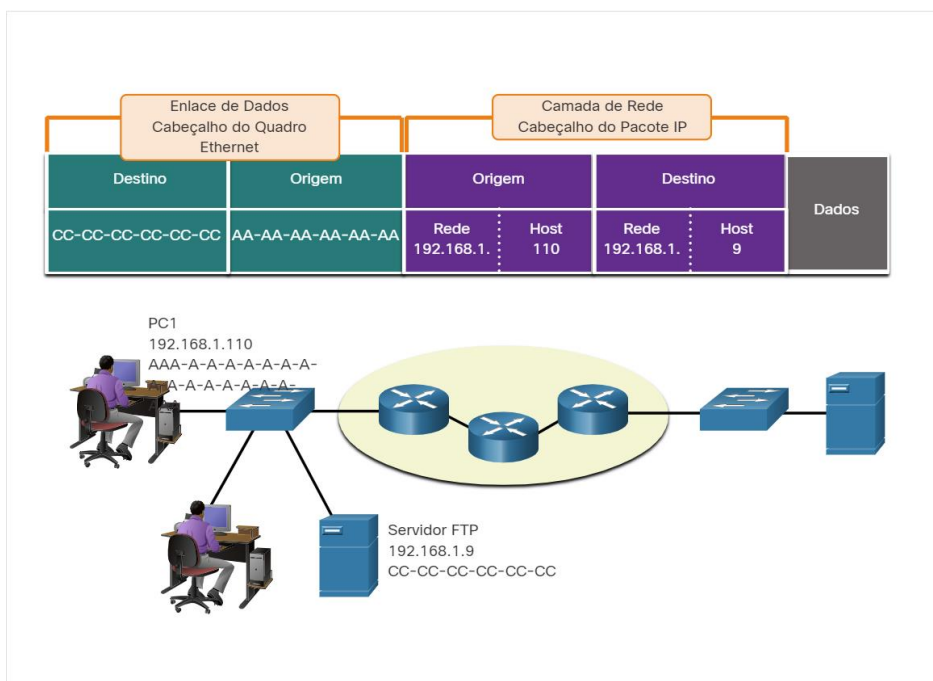 Enlace de Dados
Cabeçalho do Quadro
Ethernet
Camada de Rede
Cabeçalho do Pacote IP
Destino
Origem
Origem
Destino
Dados
CC-CC-CC-CC-CC-CC
AA-AA-AA-AA-AA-AA
Rede
192.168.1.
Host
110
Rede
192.168.1.
Host
9
PC1
192.168.1.110
AAA-A-A-A-A-A-A-A-
A-A-A-A-A-A-A-
Servidor FTP
192.168.1.9
CC-CC-CC-CC-CC-CC